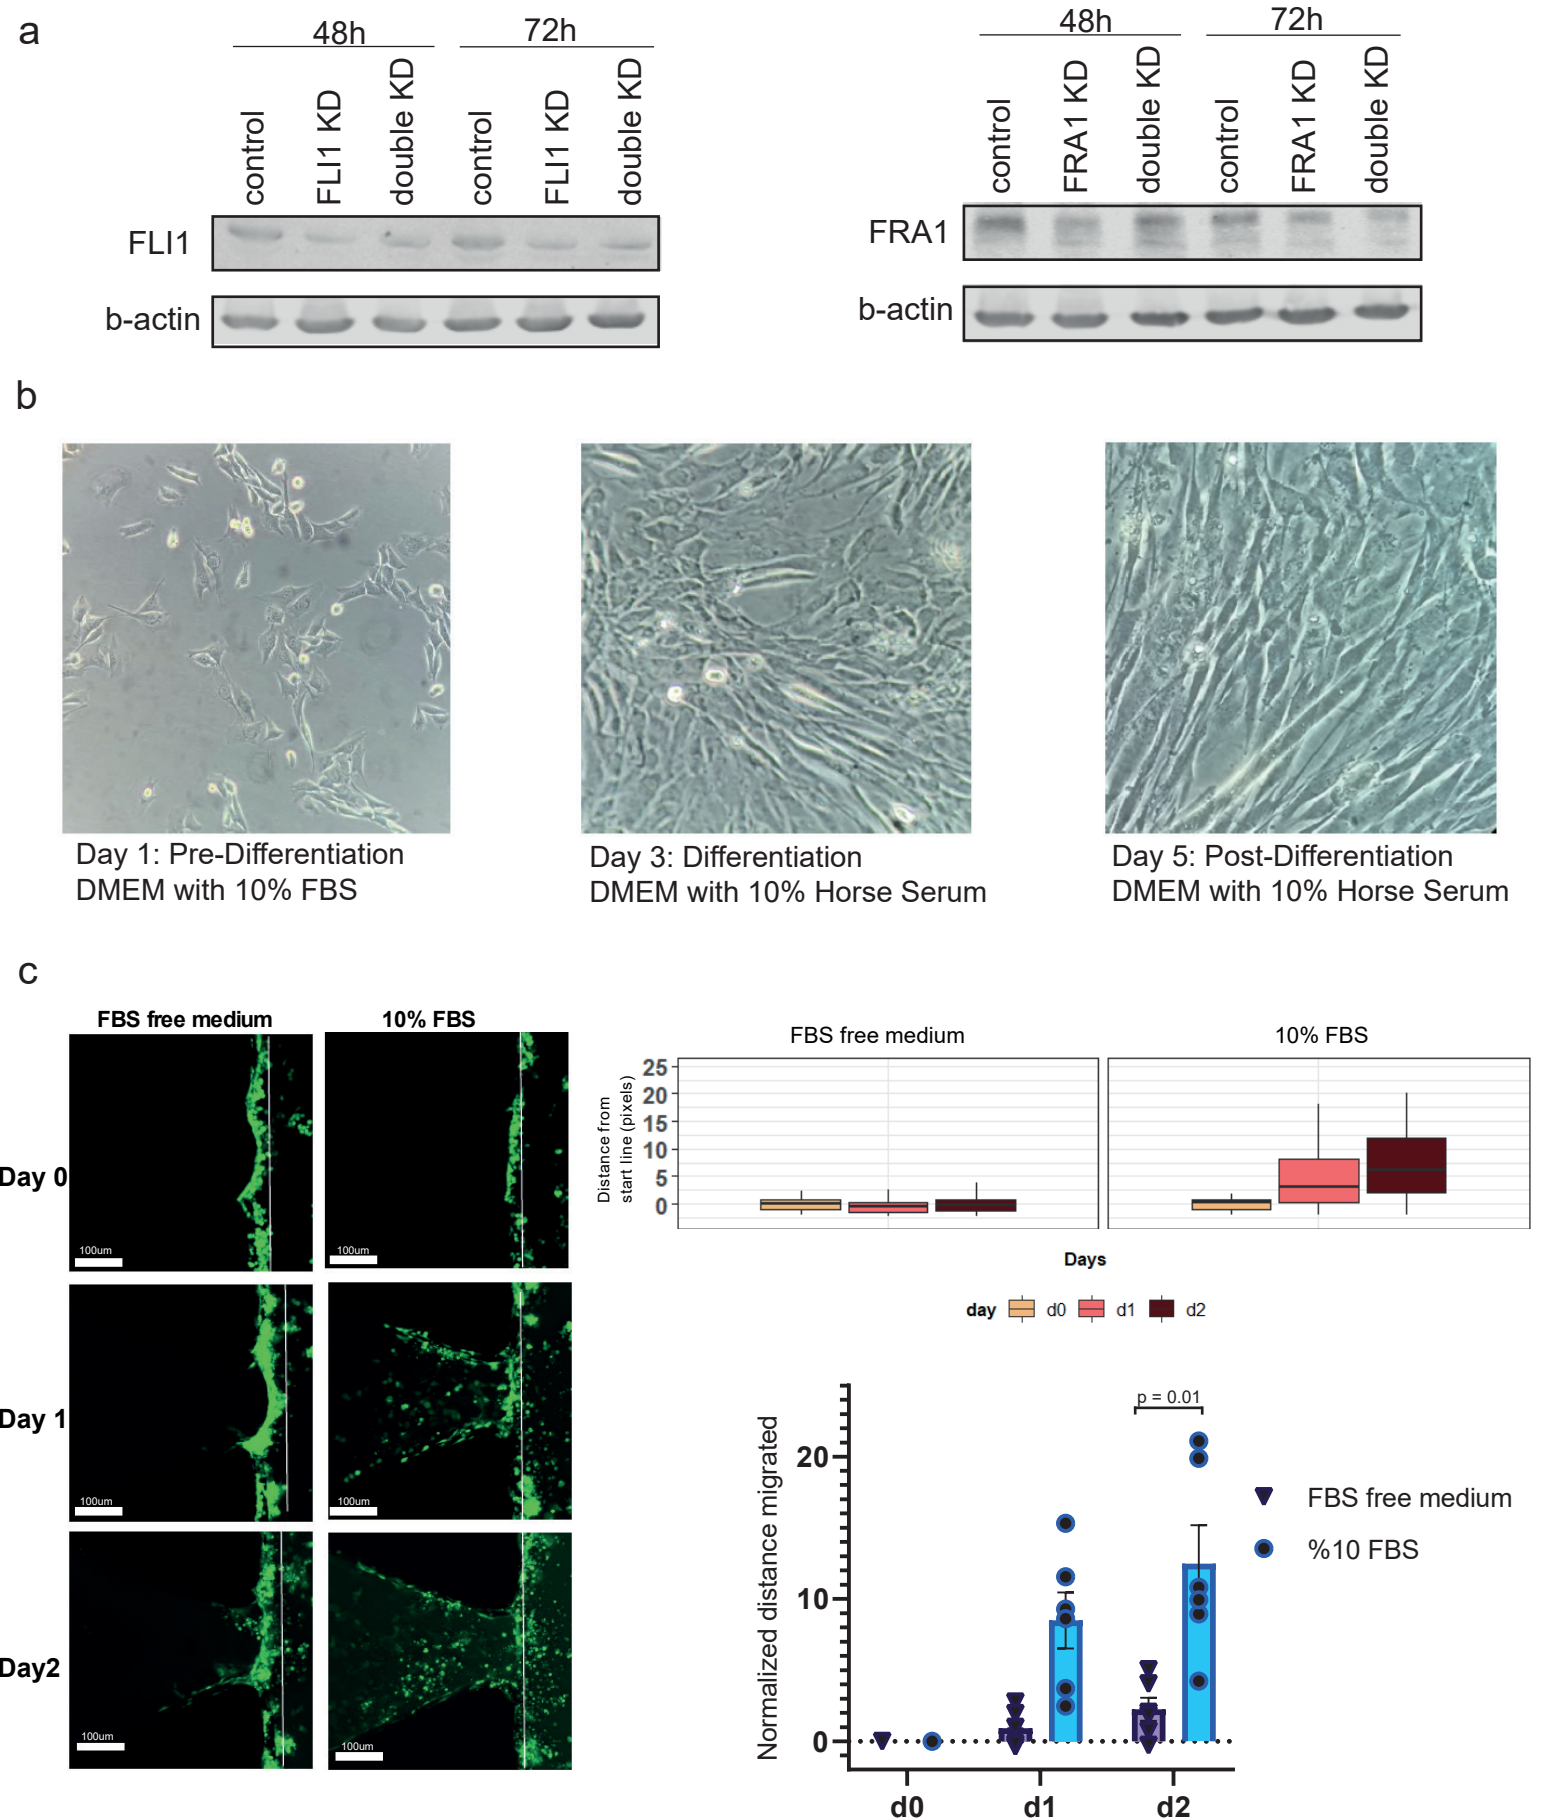 a
48h
72h
control
FLI1 KD
double KD
control
FLI1 KD
double KD
FLI1
b-actin
48h
72h
control
FRA1 KD
double KD
control
FRA1 KD
double KD
FRA1
b-actin
b
Day 1: Pre-Differentiation
DMEM with 10% FBS
Day 3: Differentiation
DMEM with 10% Horse Serum
Day 5: Post-Differentiation
DMEM with 10% Horse Serum
c
FBS free medium
10% FBS
Day 0
100um
100um
Day 1
100um
100um
Day2
100um
100um
FBS free medium
10% FBS
Distance from
start line (pixels)
25
20
15
10
5
0
Days
day
d0
d1
d2
Normalized distance migrated
20
10
0
p = 0.01
FBS free medium
%10 FBS
d0
d1
d2